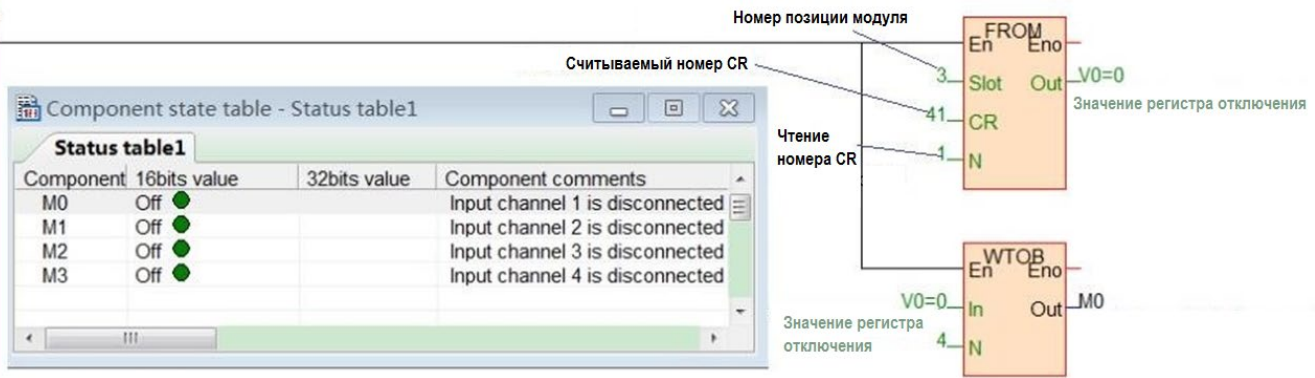 Номер позиции модуля
FROM
En Eno
Считываемый номер CR
3 Slot Out V0=0
Значение регистра отключения
41 CR
Чтение
номера CR
1 N
Component state table - Status table1
Status table1
Component 16bits value 32bits value Component comments
M0 Off Input channel 1 is disconnected
M1 Off Input channel 2 is disconnected
M2 Off Input channel 3 is disconnected
M3 Off Input channel 4 is disconnected
WTOB
En Eno
V0=0 In Out M0
Значение регистра
отключения
4 N